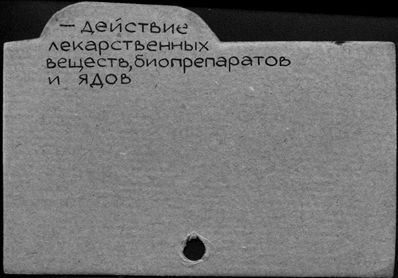 — действие
лекарственных
веществ, биопрепаратов
и ядов